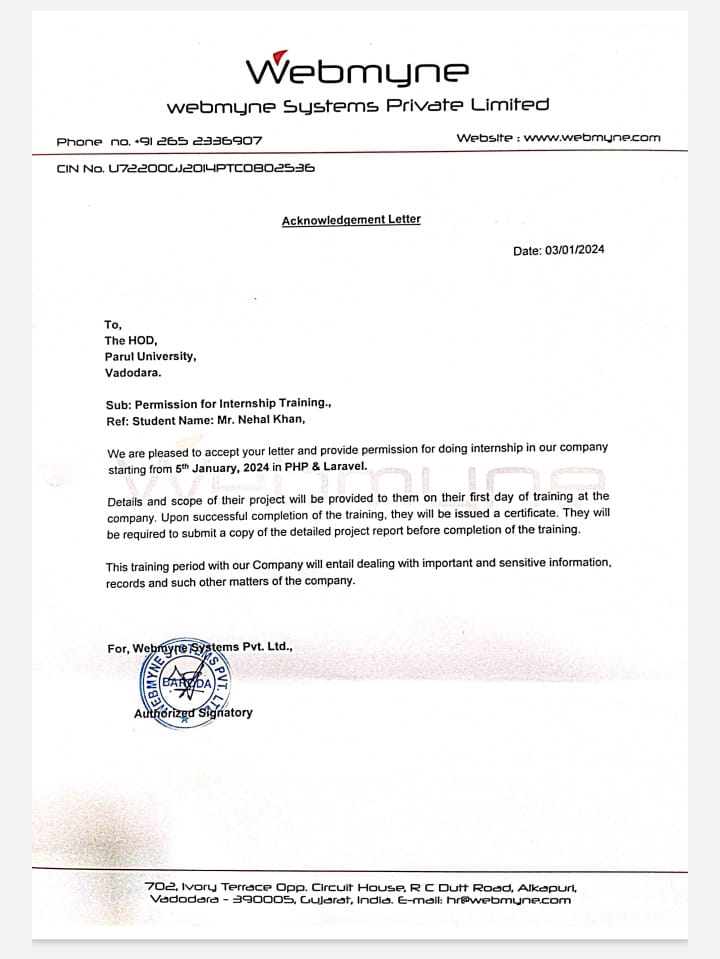 Webmyne
webmyne Systems Private Limited
Phone no. +91 265 2336907
Website : www.webmyne.com
CIN No. U72200GJ2014PTC0802536
Acknowledgement Letter
Date: 03/01/2024
To,
The HOD,
Parul University,
Vadodara.
Sub: Permission for Internship Training.,
Ref: Student Name: Mr. Nehal Khan,
We are pleased to accept your letter and provide permission for doing internship in our company
starting from 5th January, 2024 in PHP & Laravel.
webmyne
Details and scope of their project will be provided to them on their first day of training at the
company. Upon successful completion of the training, they will be issued a certificate. They will
be required to submit a copy of the detailed project report before completion of the training.
This training period with our Company will entail dealing with important and sensitive information,
records and such other matters of the company.
For, Webmyne Systems Pvt. Ltd.,
WEBMYNE SYSTEMS PVT. LTD
BARODA
Authorized Signatory
702, Ivory Terrace Opp. Circuit House, R C Dutt Road, Alkapuri,
Vadodara - 390005, Gujarat, India. E-mail: hr@webmyne.com